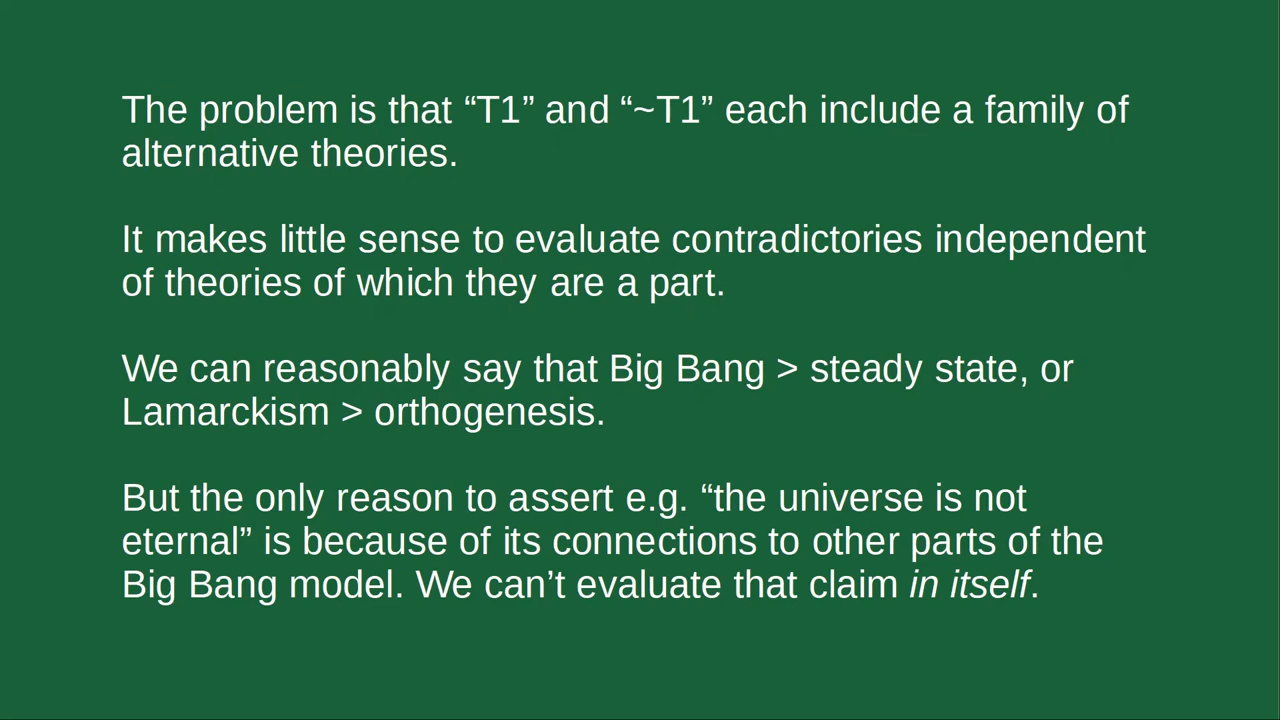 The problem is that “T1” and “~T1” each include a family of
alternative theories.
It makes little sense to evaluate contradictories independent
of theories of which they are a part.
We can reasonably say that Big Bang > steady state, or
Lamarckism > orthogenesis.
But the only reason to assert e.g. “the universe is not
eternal” is because of its connections to other parts of the
Big Bang model. We can’t evaluate that claim in itself.